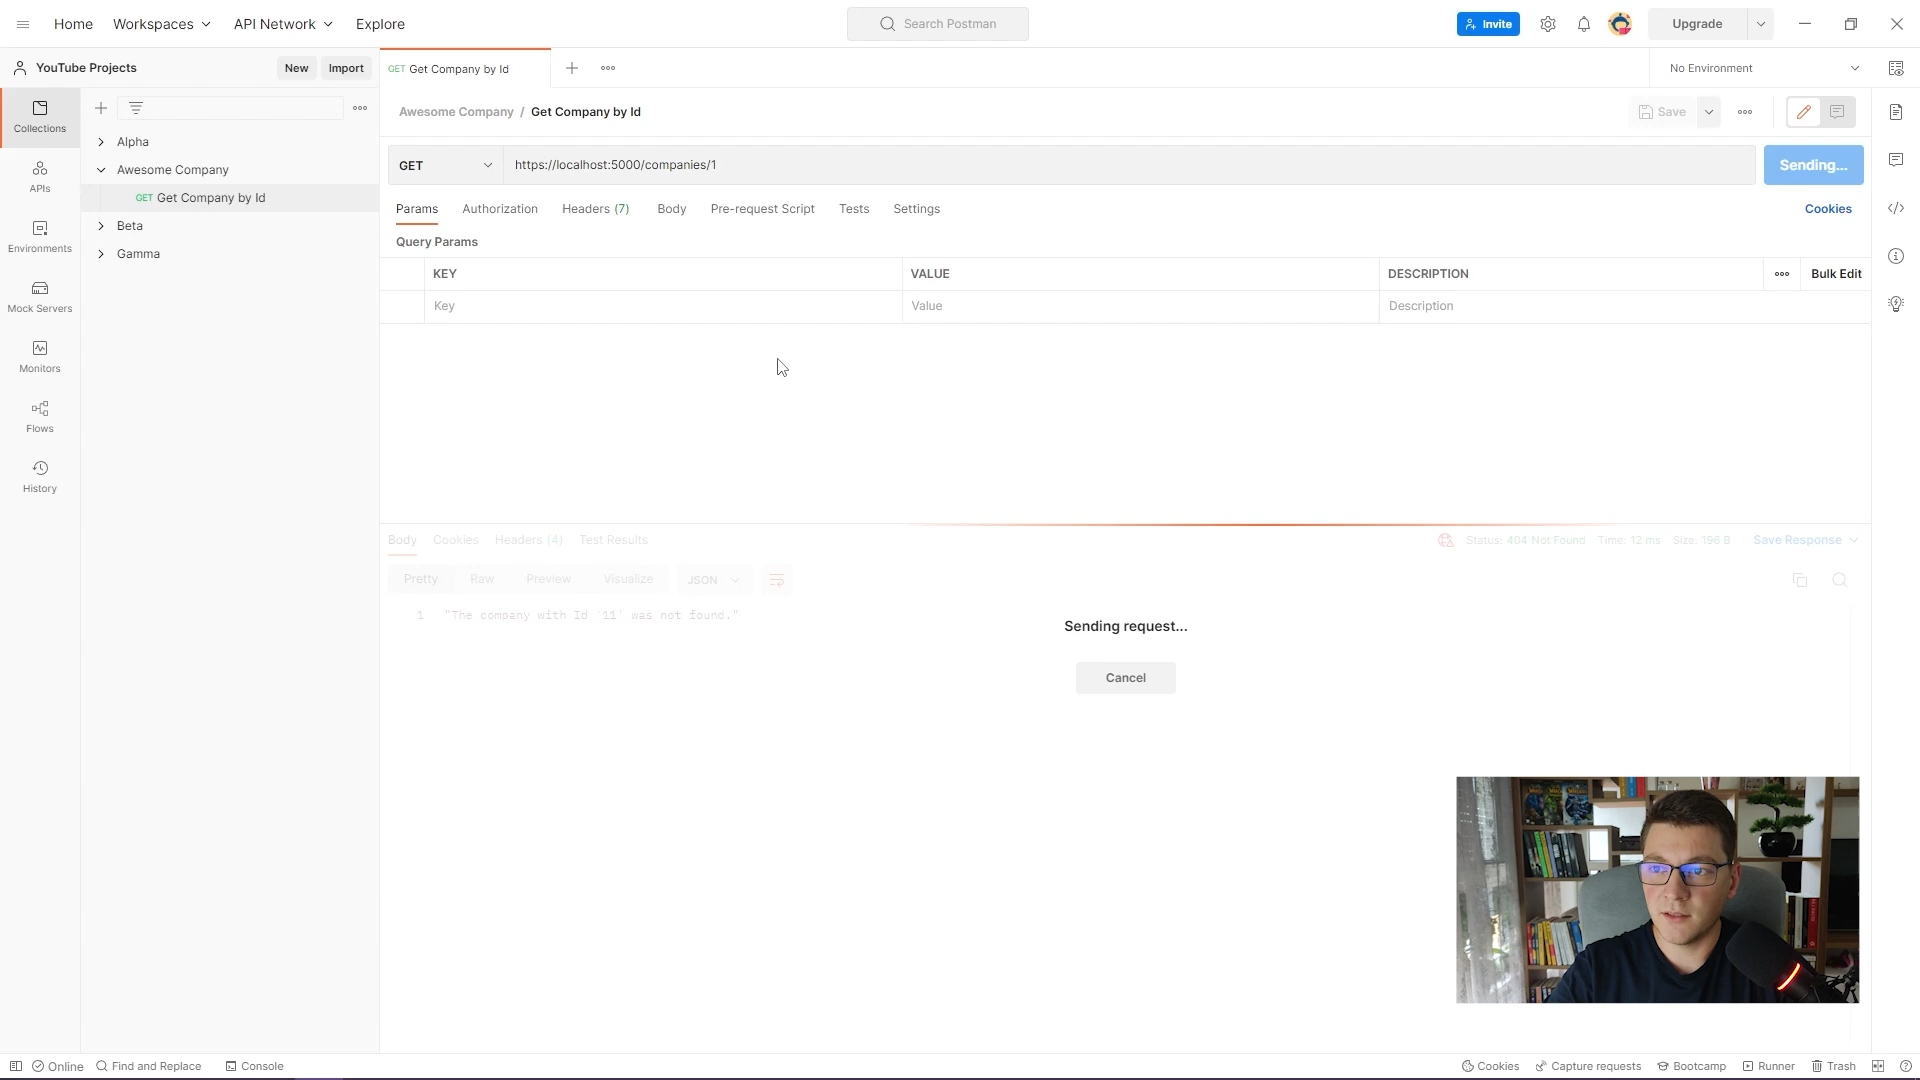 Home Workspaces API Network Explore
Search Postman
Invite
Upgrade
YouTube Projects
New Import
GET Get Company by Id
No Environment
Collections
APIs
Environments
Mock Servers
Monitors
Flows
History
Alpha
Awesome Company
GET Get Company by Id
Beta
Gamma
Awesome Company / Get Company by Id
Save
GET https://localhost:5000/companies/1
Sending...
Params Authorization Headers (7) Body Pre-request Script Tests Settings
Cookies
Query Params
KEY VALUE DESCRIPTION
Bulk Edit
Key Value Description
Body Cookies Headers (4) Test Results
Status: 404 Not Found Time: 12 ms Size: 196 B Save Response
Pretty Raw Preview Visualize JSON
1 "The company with Id '11' was not found."
Sending request...
Cancel
Online Find and Replace Console
Cookies Capture requests Bootcamp Runner Trash